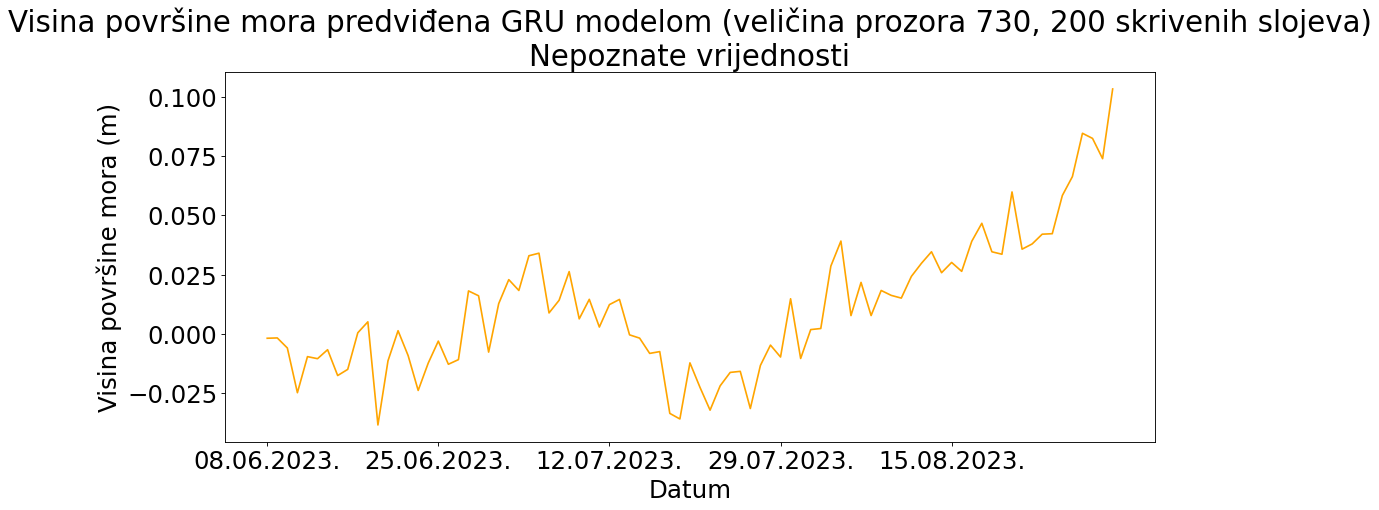 Visina površine mora predviđena GRU modelom (veličina prozora 730, 200 skrivenih slojeva)
Nepoznate vrijednosti
Visina površine mora (m)
0.100
0.075
0.050
0.025
0.000
−0.025
08.06.2023.
25.06.2023.
12.07.2023.
29.07.2023.
15.08.2023.
Datum